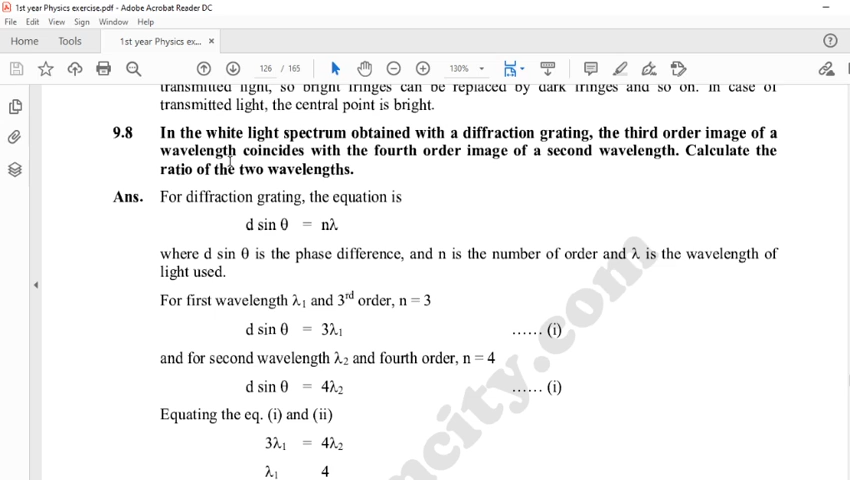 1st year Physics exercise.pdf - Adobe Acrobat Reader DC
File Edit View Sign Window Help
Home Tools 1st year Physics ex... ×
126 / 165 130%
transmitted light, so bright fringes can be replaced by dark fringes and so on. In case of
transmitted light, the central point is bright.
9.8 In the white light spectrum obtained with a diffraction grating, the third order image of a
wavelength coincides with the fourth order image of a second wavelength. Calculate the
ratio of the two wavelengths.
Ans. For diffraction grating, the equation is
d sin θ = nλ
where d sin θ is the phase difference, and n is the number of order and λ is the wavelength of
light used.
For first wavelength λ₁ and 3rd order, n = 3
d sin θ = 3λ₁ ...... (i)
and for second wavelength λ₂ and fourth order, n = 4
d sin θ = 4λ₂ ...... (i)
Equating the eq. (i) and (ii)
3λ₁ = 4λ₂
λ₁ 4
ncity.com